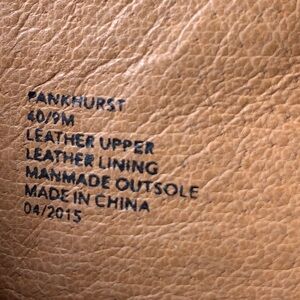 PANKHURST
40/9M
LEATHER UPPER
LEATHER LINING
MANMADE OUTSOLE
MADE IN CHINA
04/2015